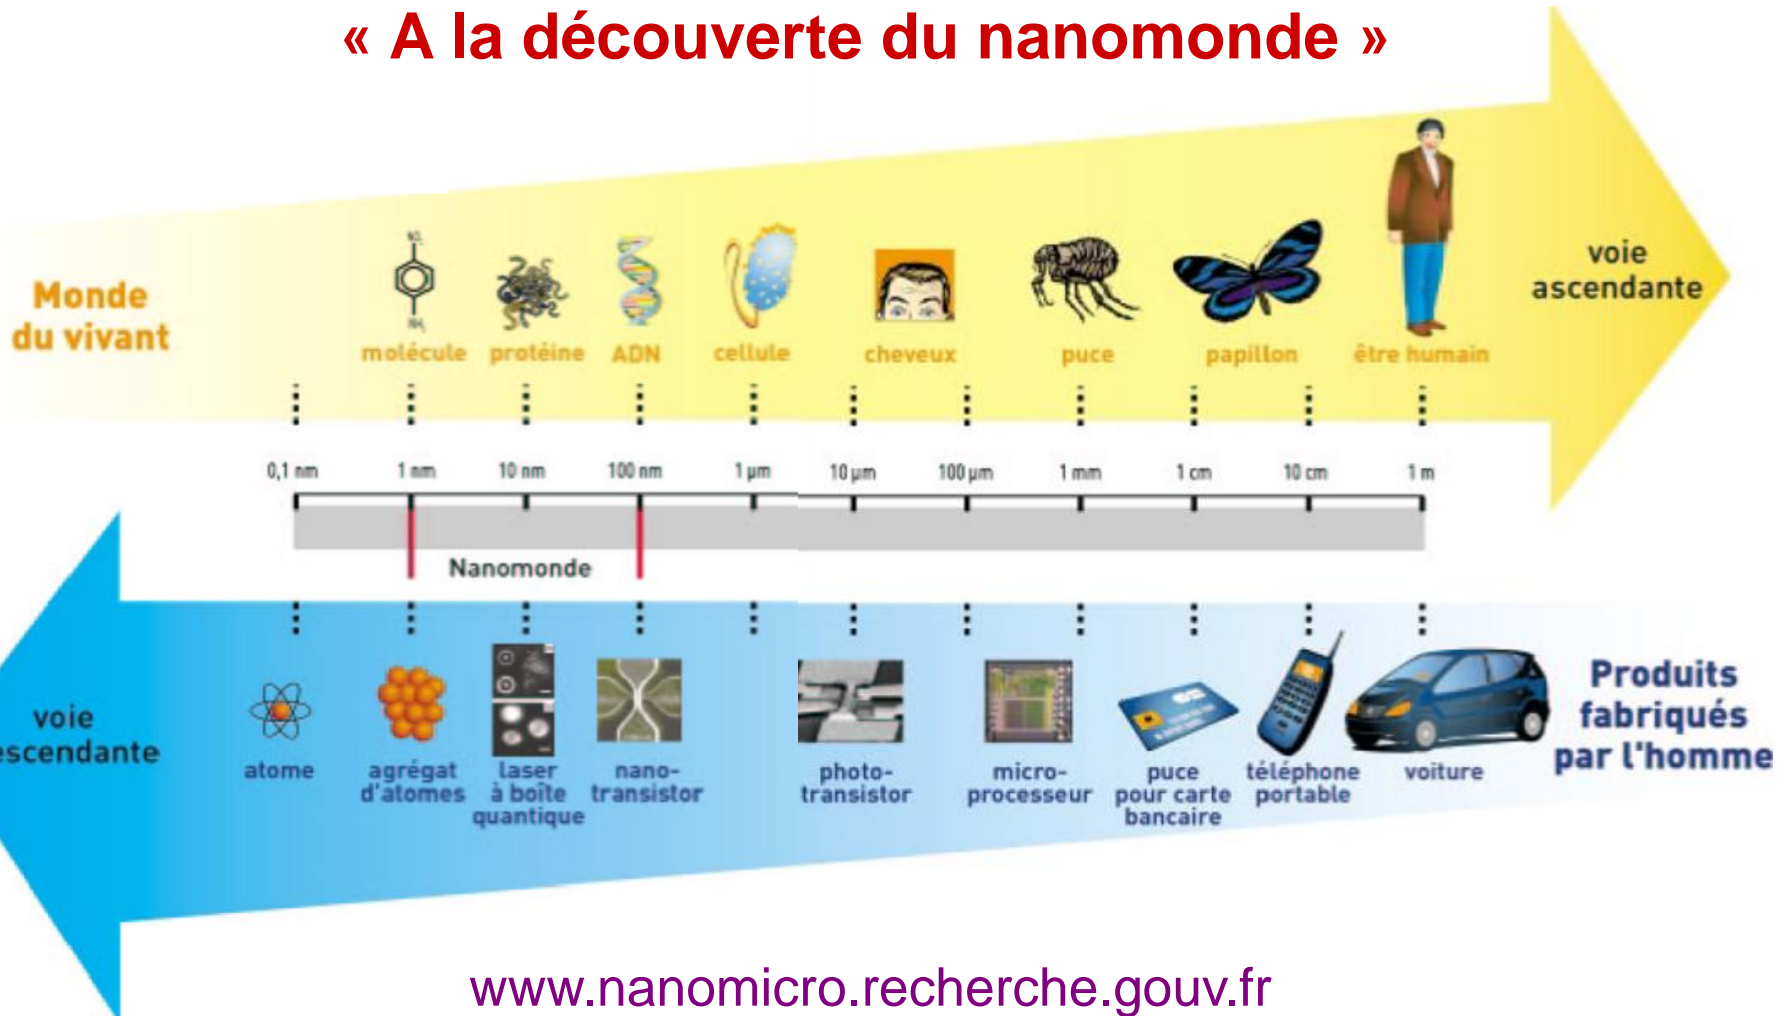 « A la découverte du nanomonde »
Monde
du vivant
voie
ascendante
NO₂
NH₂
molécule protéine ADN cellule cheveux puce papillon être humain
0,1 nm 1 nm 10 nm 100 nm 1 µm 10 µm 100 µm 1 mm 1 cm 10 cm 1 m
Nanomonde
voie
escendante
atome
agrégat
d'atomes
laser
à boîte
quantique
nano-
transistor
photo-
transistor
micro-
processeur
puce
pour carte
bancaire
téléphone
portable
voiture
Produits
fabriqués
par l'homme
www.nanomicro.recherche.gouv.fr